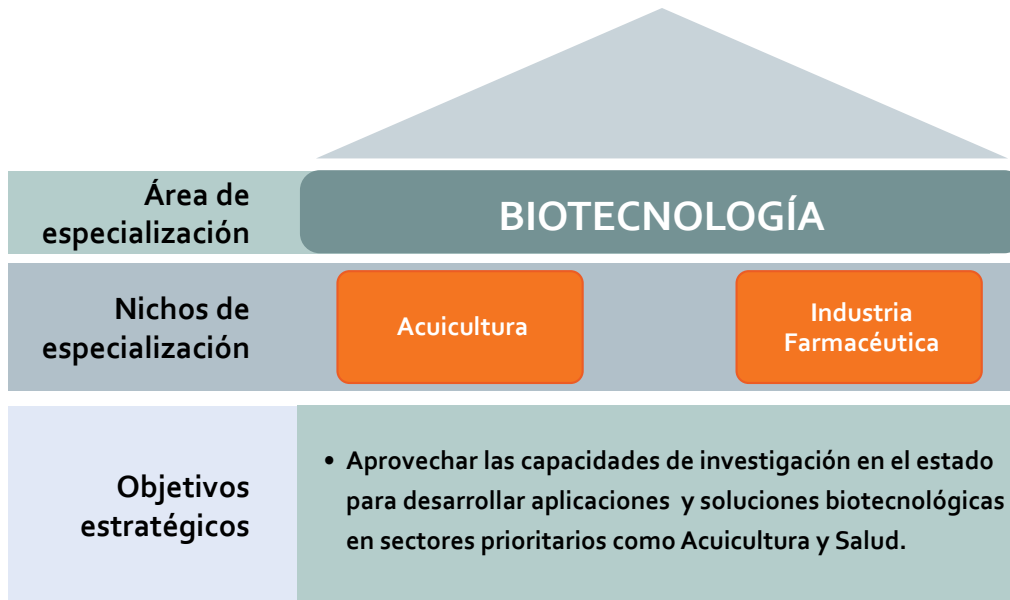 Área de
especialización
BIOTECNOLOGÍA
Nichos de
especialización
Acuicultura
Industria
Farmacéutica
Objetivos
estratégicos
• Aprovechar las capacidades de investigación en el estado
para desarrollar aplicaciones y soluciones biotecnológicas
en sectores prioritarios como Acuicultura y Salud.